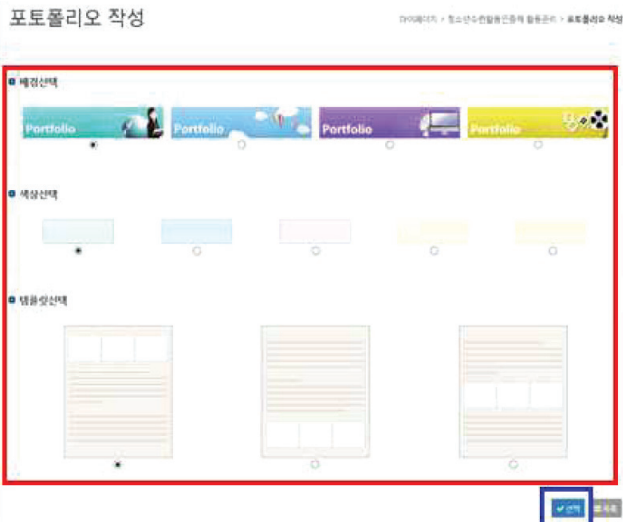 포토폴리오 작성
마이페이지 > 청소년수련활동인증제 활동관리 > 포토폴리오 작성
배경선택
Portfolio Portfolio Portfolio Portfolio
색상선택
템플릿선택
선택 목록